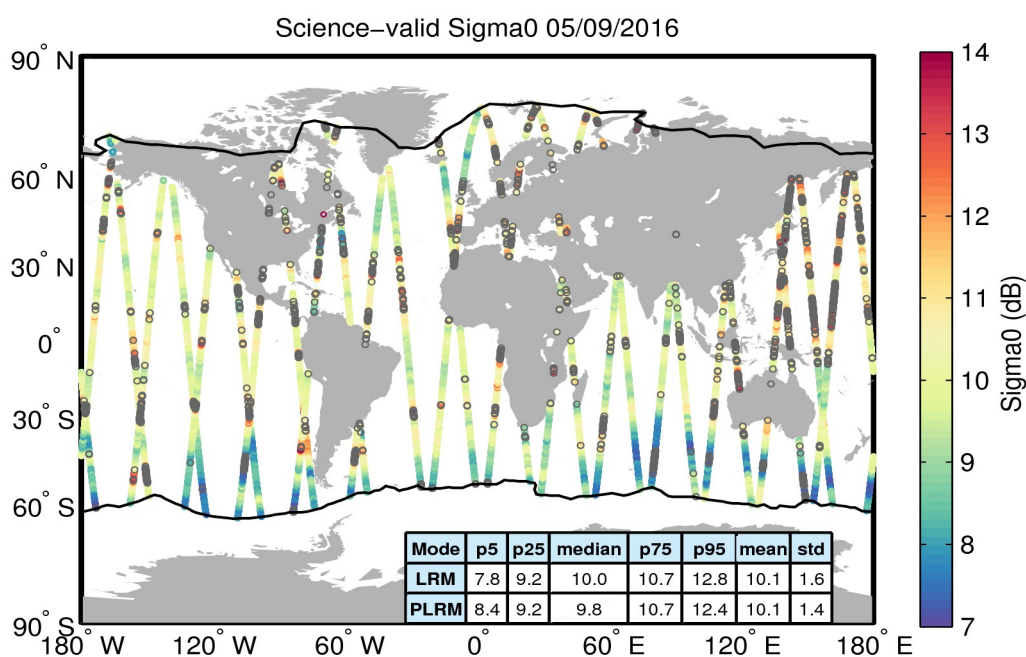 Science−valid Sigma0 05/09/2016
90° N
60° N
30° N
0°
30° S
60° S
90° S
180° W
120° W
60° W
0°
60° E
120° E
180° E
Mode p5 p25 median p75 p95 mean std
LRM 7.8 9.2 10.0 10.7 12.8 10.1 1.6
PLRM 8.4 9.2 9.8 10.7 12.4 10.1 1.4
14
13
12
11
10
9
8
7
Sigma0 (dB)